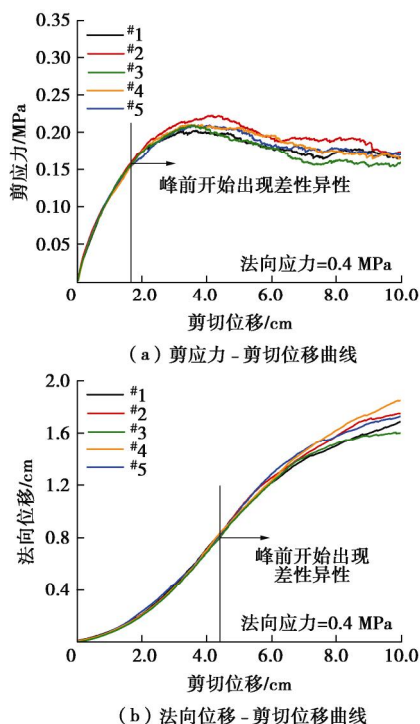 0.35
0.30
0.25
0.20
0.15
0.10
0.05
剪应力/MPa
#1
#2
#3
#4
#5
峰前开始出现差性异性
法向应力=0.4 MPa
0 2.0 4.0 6.0 8.0 10.0
剪切位移/cm
(a) 剪应力-剪切位移曲线
2.0
1.6
1.2
0.8
0.4
法向位移/cm
#1
#2
#3
#4
#5
峰前开始出现
差性异性
法向应力=0.4 MPa
0 2.0 4.0 6.0 8.0 10.0
剪切位移/cm
(b) 法向位移-剪切位移曲线